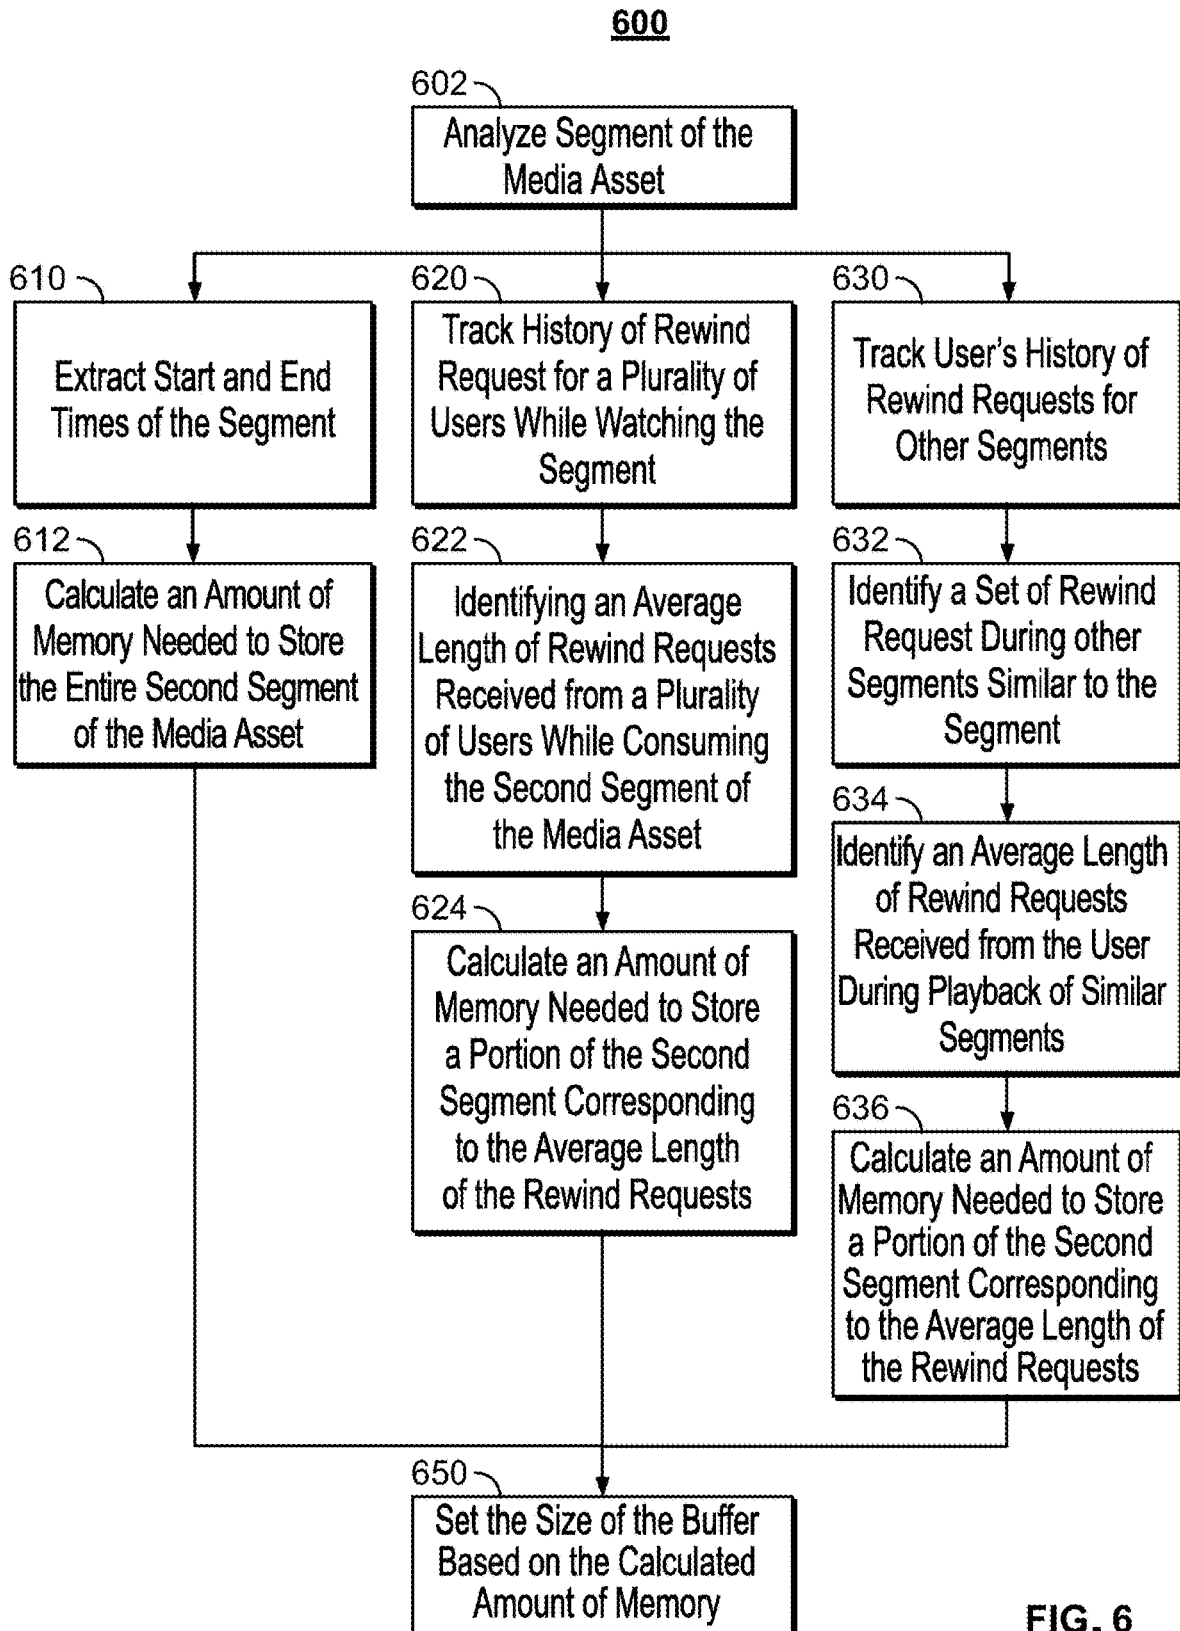 600
602
Analyze Segment of the
Media Asset
610
Extract Start and End
Times of the Segment
620
Track History of Rewind
Request for a Plurality of
Users While Watching the
Segment
630
Track User's History of
Rewind Requests for
Other Segments
612
Calculate an Amount of
Memory Needed to Store
the Entire Second Segment
of the Media Asset
622
Identifying an Average
Length of Rewind Requests
Received from a Plurality
of Users While Consuming
the Second Segment of
the Media Asset
632
Identify a Set of Rewind
Request During other
Segments Similar to the
Segment
634
Identify an Average Length
of Rewind Requests
Received from the User
During Playback of Similar
Segments
624
Calculate an Amount of
Memory Needed to Store
a Portion of the Second
Segment Corresponding
to the Average Length
of the Rewind Requests
636
Calculate an Amount of
Memory Needed to Store
a Portion of the Second
Segment Corresponding
to the Average Length of
the Rewind Requests
650
Set the Size of the Buffer
Based on the Calculated
Amount of Memory
FIG. 6